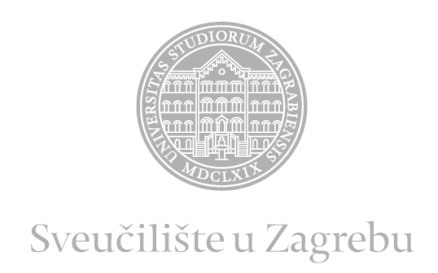 UNIVERSITAS STUDIORUM ZAGRABIENSIS
MDCLXIX
Sveučilište u Zagrebu